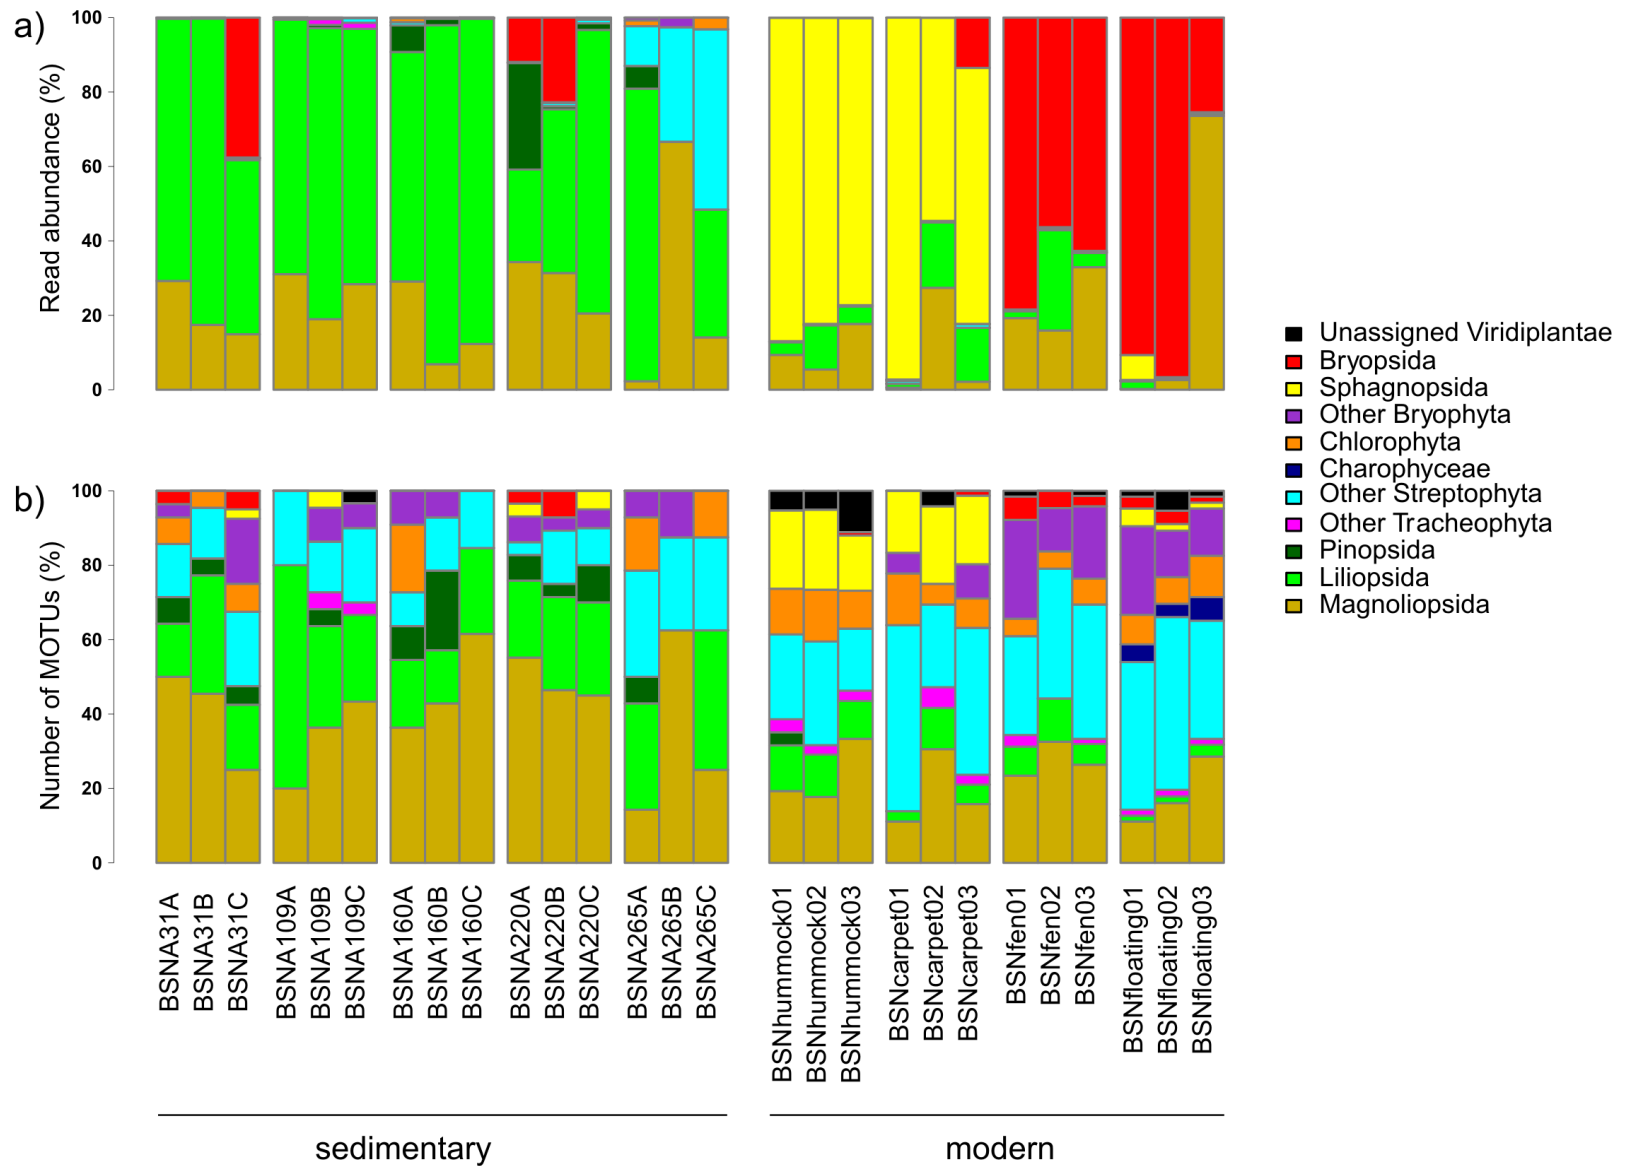 a)
Read abundance (%)
100
80
60
40
20
0
b)
Number of MOTUs (%)
100
80
60
40
20
0
BSNA31A
BSNA31B
BSNA31C
BSNA109A
BSNA109B
BSNA109C
BSNA160A
BSNA160B
BSNA160C
BSNA220A
BSNA220B
BSNA220C
BSNA265A
BSNA265B
BSNA265C
BSNhummock01
BSNhummock02
BSNhummock03
BSNcarpet01
BSNcarpet02
BSNcarpet03
BSNfen01
BSNfen02
BSNfen03
BSNfloating01
BSNfloating02
BSNfloating03
sedimentary
modern
Unassigned Viridiplantae
Bryopsida
Sphagnopsida
Other Bryophyta
Chlorophyta
Charophyceae
Other Streptophyta
Other Tracheophyta
Pinopsida
Liliopsida
Magnoliopsida